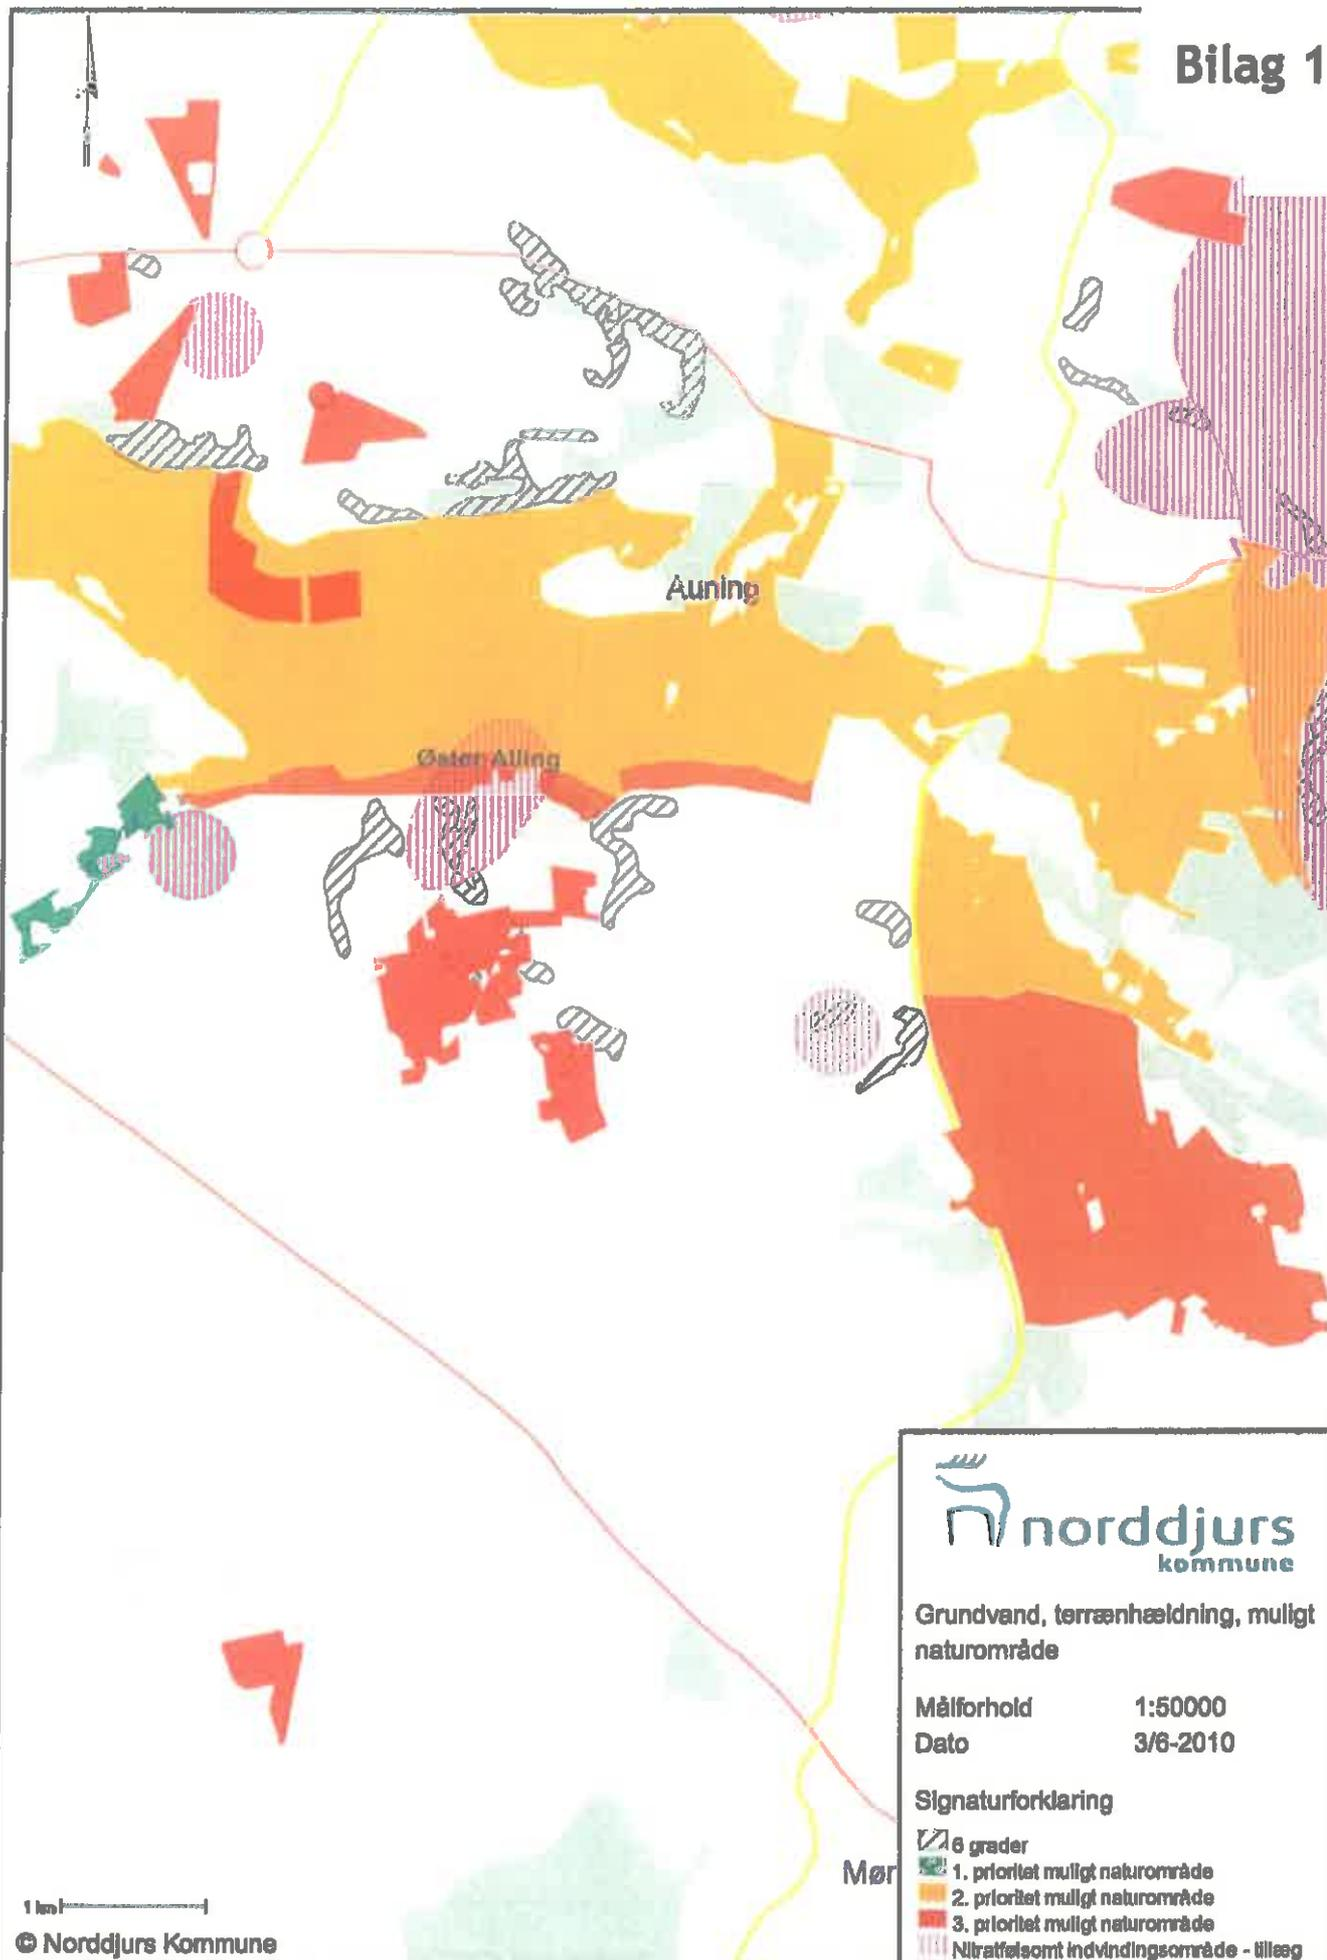 Bilag 1
Auning
Øster Alling
norddjurs
kommune
Grundvand, terrænhældning, muligt
naturområde
Målforhold 1:50000
Dato 3/6-2010
Signaturforklaring
6 grader
1. prioritet muligt naturområde
2. prioritet muligt naturområde
3. prioritet muligt naturområde
Nitratfølsomt indvindingsområde - tillæg
Mør
1 km
© Norddjurs Kommune